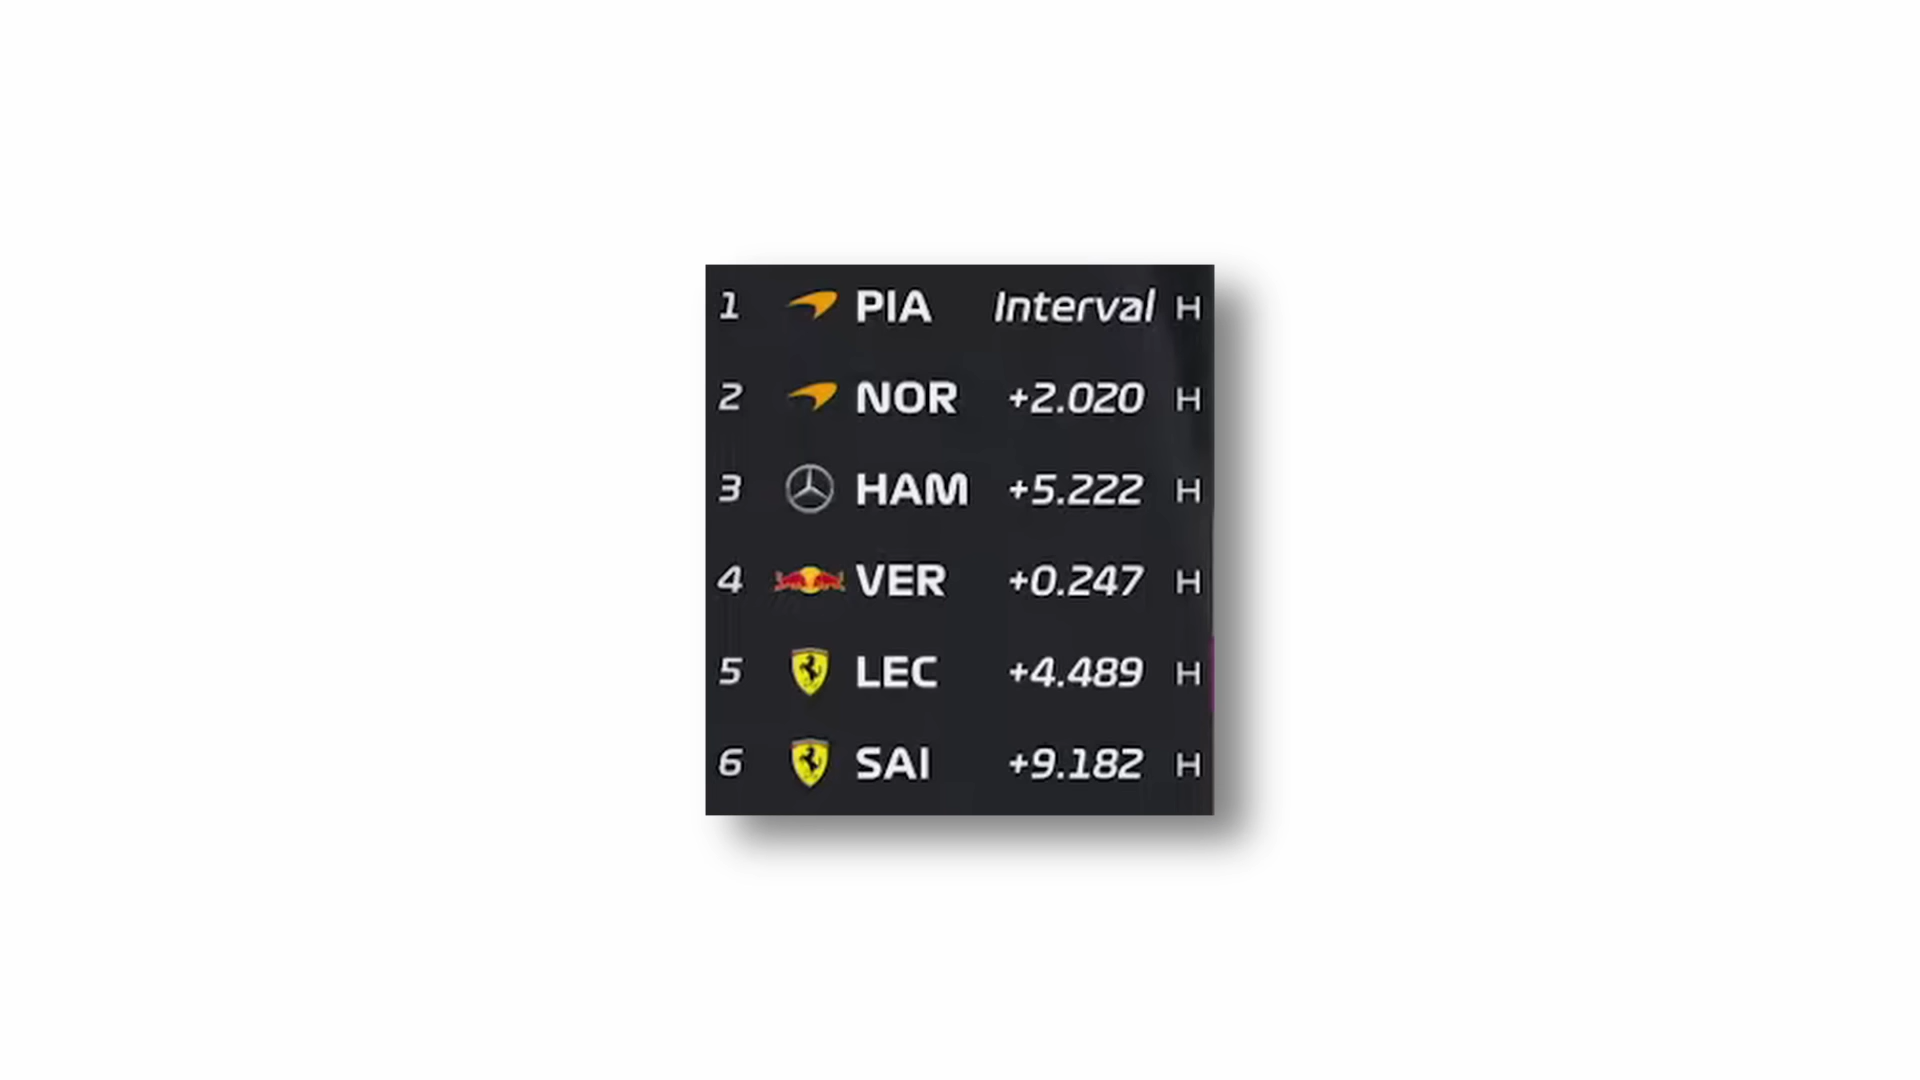 1 PIA Interval H
2 NOR +2.020 H
3 HAM +5.222 H
4 VER +0.247 H
5 LEC +4.489 H
6 SAI +9.182 H